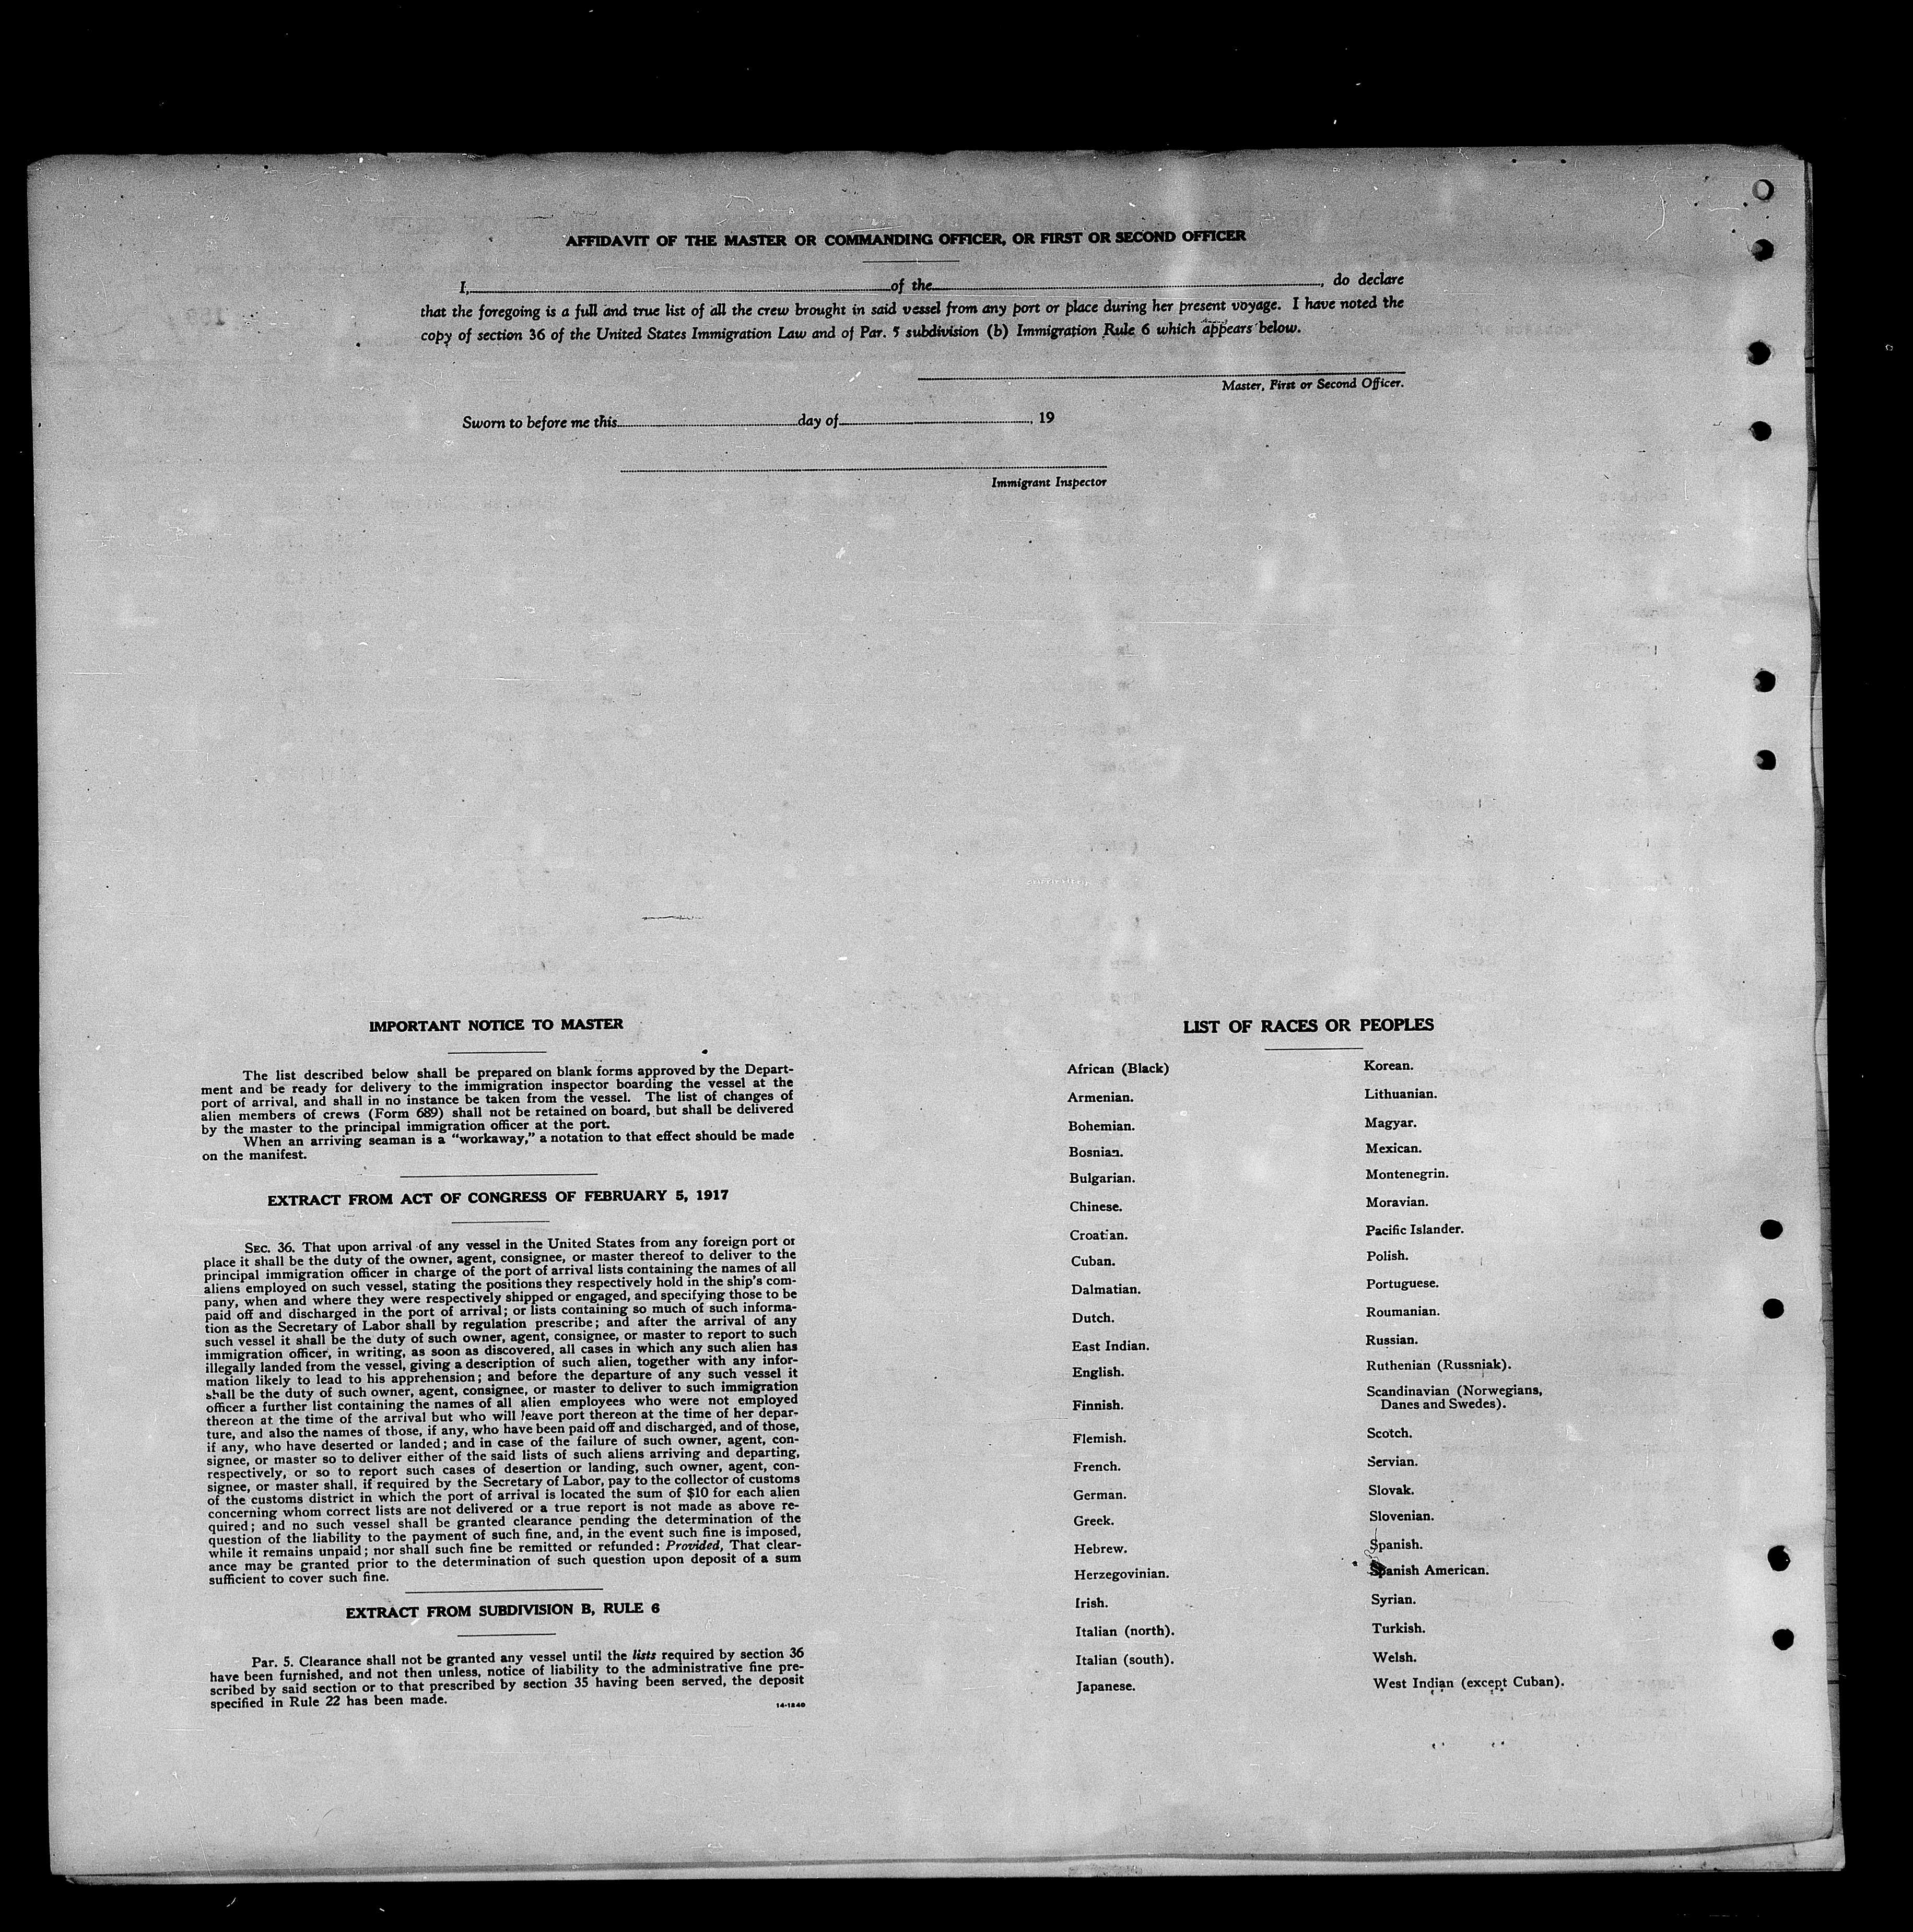 AFFIDAVIT OF THE MASTER OR COMMANDING OFFICER, OR FIRST OR SECOND OFFICER
I, of the , do declare
that the foregoing is a full and true list of all the crew brought in said vessel from any port or place during her present voyage. I have noted the
copy of section 36 of the United States Immigration Law and of Par. 5 subdivision (b) Immigration Rule 6 which appears below.
Master, First or Second Officer.
Sworn to before me this day of , 19
Immigrant Inspector
IMPORTANT NOTICE TO MASTER
The list described below shall be prepared on blank forms approved by the Depart-
ment and be ready for delivery to the immigration inspector boarding the vessel at the
port of arrival, and shall in no instance be taken from the vessel. The list of changes of
alien members of crews (Form 689) shall not be retained on board, but shall be delivered
by the master to the principal immigration officer at the port.
When an arriving seaman is a "workaway," a notation to that effect should be made
on the manifest.
EXTRACT FROM ACT OF CONGRESS OF FEBRUARY 5, 1917
SEC. 36. That upon arrival of any vessel in the United States from any foreign port or
place it shall be the duty of the owner, agent, consignee, or master thereof to deliver to the
principal immigration officer in charge of the port of arrival lists containing the names of all
aliens employed on such vessel, stating the positions they respectively hold in the ship's com-
pany, when and where they were respectively shipped or engaged, and specifying those to be
paid off and discharged in the port of arrival; or lists containing so much of such informa-
tion as the Secretary of Labor shall by regulation prescribe; and after the arrival of any
such vessel it shall be the duty of such owner, agent, consignee, or master to report to such
immigration officer, in writing, as soon as discovered, all cases in which any such alien has
illegally landed from the vessel, giving a description of such alien, together with any infor-
mation likely to lead to his apprehension; and before the departure of any such vessel it
shall be the duty of such owner, agent, consignee, or master to deliver to such immigration
officer a further list containing the names of all alien employees who were not employed
thereon at the time of the arrival but who will leave port thereon at the time of her depar-
ture, and also the names of those, if any, who have been paid off and discharged, and of those,
if any, who have deserted or landed; and in case of the failure of such owner, agent, con-
signee, or master so to deliver either of the said lists of such aliens arriving and departing,
respectively, or so to report such cases of desertion or landing, such owner, agent, con-
signee, or master shall, if required by the Secretary of Labor, pay to the collector of customs
of the customs district in which the port of arrival is located the sum of $10 for each alien
concerning whom correct lists are not delivered or a true report is not made as above re-
quired; and no such vessel shall be granted clearance pending the determination of the
question of the liability to the payment of such fine, and, in the event such fine is imposed,
while it remains unpaid; nor shall such fine be remitted or refunded: Provided, That clear-
ance may be granted prior to the determination of such question upon deposit of a sum
sufficient to cover such fine.
EXTRACT FROM SUBDIVISION B, RULE 6
Par. 5. Clearance shall not be granted any vessel until the lists required by section 36
have been furnished, and not then unless, notice of liability to the administrative fine pre-
scribed by said section or to that prescribed by section 35 having been served, the deposit
specified in Rule 22 has been made.
14-1240
LIST OF RACES OR PEOPLES
African (Black)
Armenian.
Bohemian.
Bosnian.
Bulgarian.
Chinese.
Croatian.
Cuban.
Dalmatian.
Dutch.
East Indian.
English.
Finnish.
Flemish.
French.
German.
Greek.
Hebrew.
Herzegovinian.
Irish.
Italian (north).
Italian (south).
Japanese.
Korean.
Lithuanian.
Magyar.
Mexican.
Montenegrin.
Moravian.
Pacific Islander.
Polish.
Portuguese.
Roumanian.
Russian.
Ruthenian (Russniak).
Scandinavian (Norwegians,
Danes and Swedes).
Scotch.
Servian.
Slovak.
Slovenian.
Spanish.
Spanish American.
Syrian.
Turkish.
Welsh.
West Indian (except Cuban).